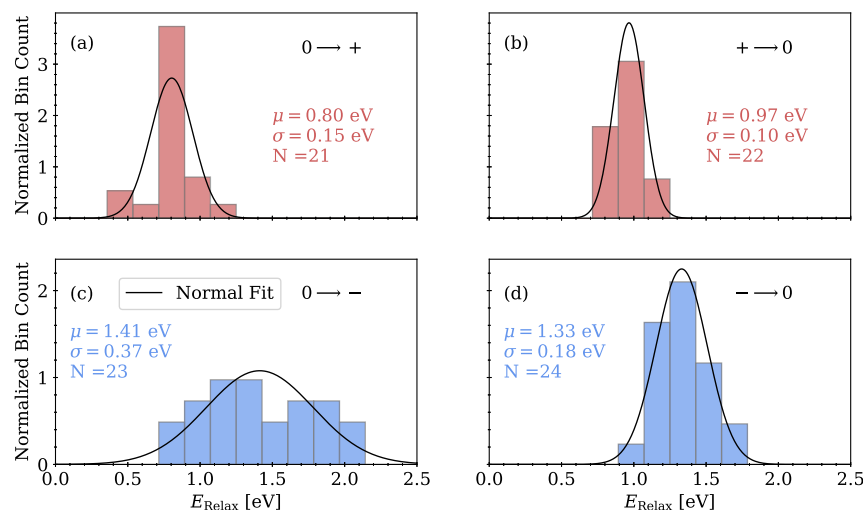 Normalized Bin Count
3
2
1
0
(a)
0 ⟶ +
μ = 0.80 eV
σ = 0.15 eV
N =21
(b)
+ ⟶ 0
μ = 0.97 eV
σ = 0.10 eV
N =22
Normalized Bin Count
2
1
0
(c)
Normal Fit
0 ⟶ −
μ = 1.41 eV
σ = 0.37 eV
N =23
0.0 0.5 1.0 1.5 2.0 2.5
E_Relax [eV]
(d)
− ⟶ 0
μ = 1.33 eV
σ = 0.18 eV
N =24
0.0 0.5 1.0 1.5 2.0 2.5
E_Relax [eV]